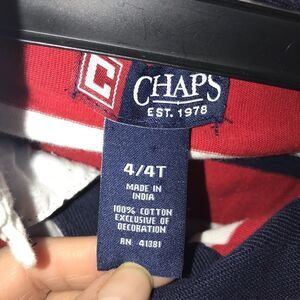 C
CHAPS
EST. 1978
4/4T
MADE IN
INDIA
100% COTTON
EXCLUSIVE OF
DECORATION
RN 41381